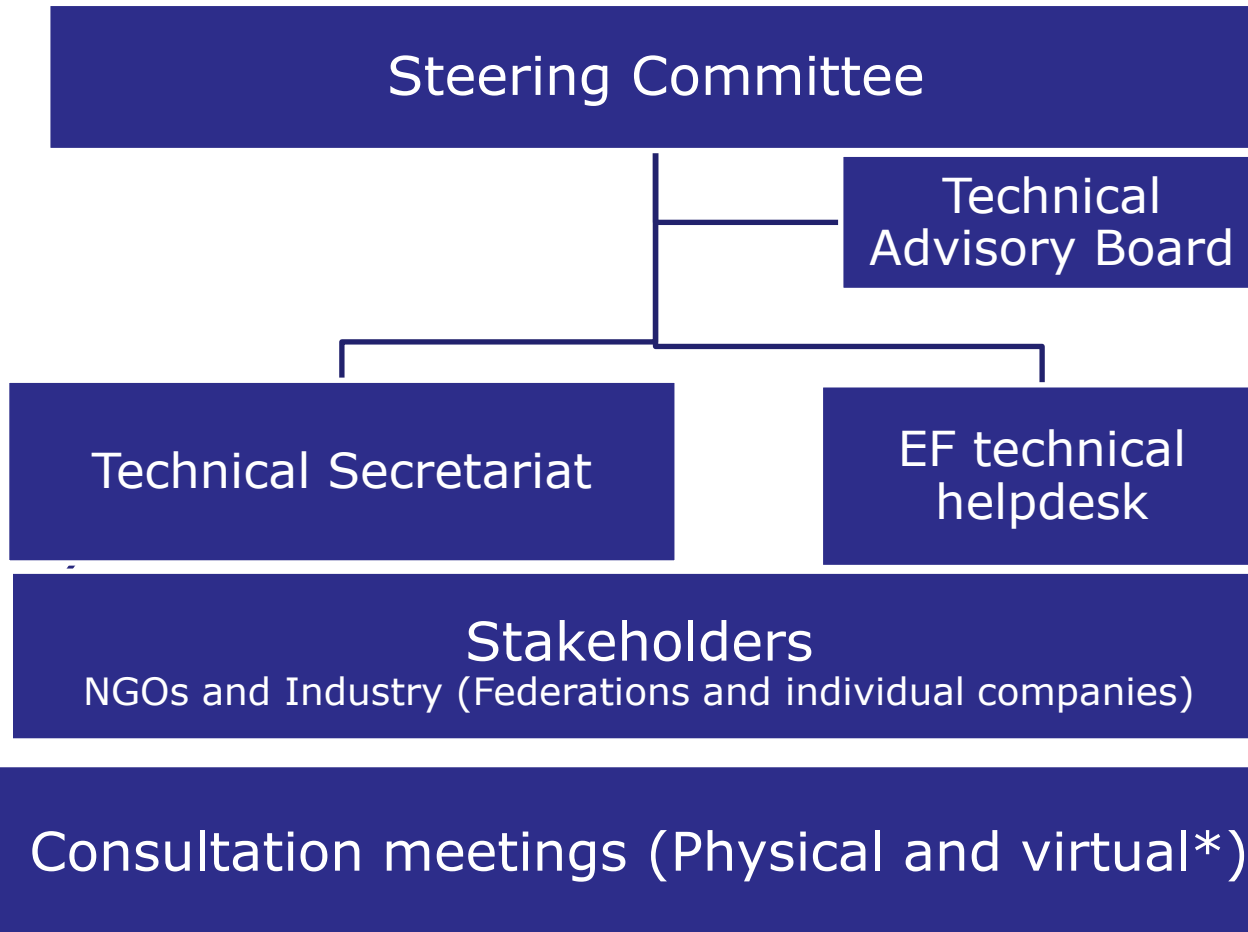 Steering Committee
Technical
Advisory Board
Technical Secretariat
EF technical
helpdesk
Stakeholders
NGOs and Industry (Federations and individual companies)
Consultation meetings (Physical and virtual*)